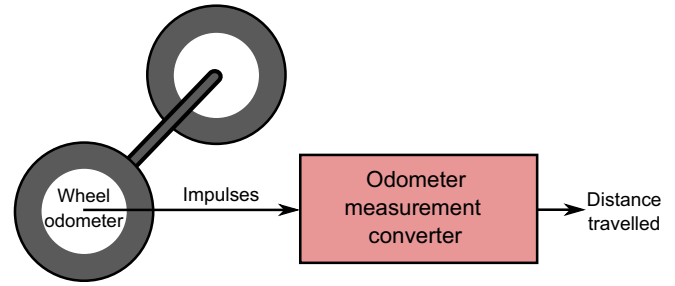 Wheel
odometer
Impulses
Odometer
measurement
converter
Distance
travelled